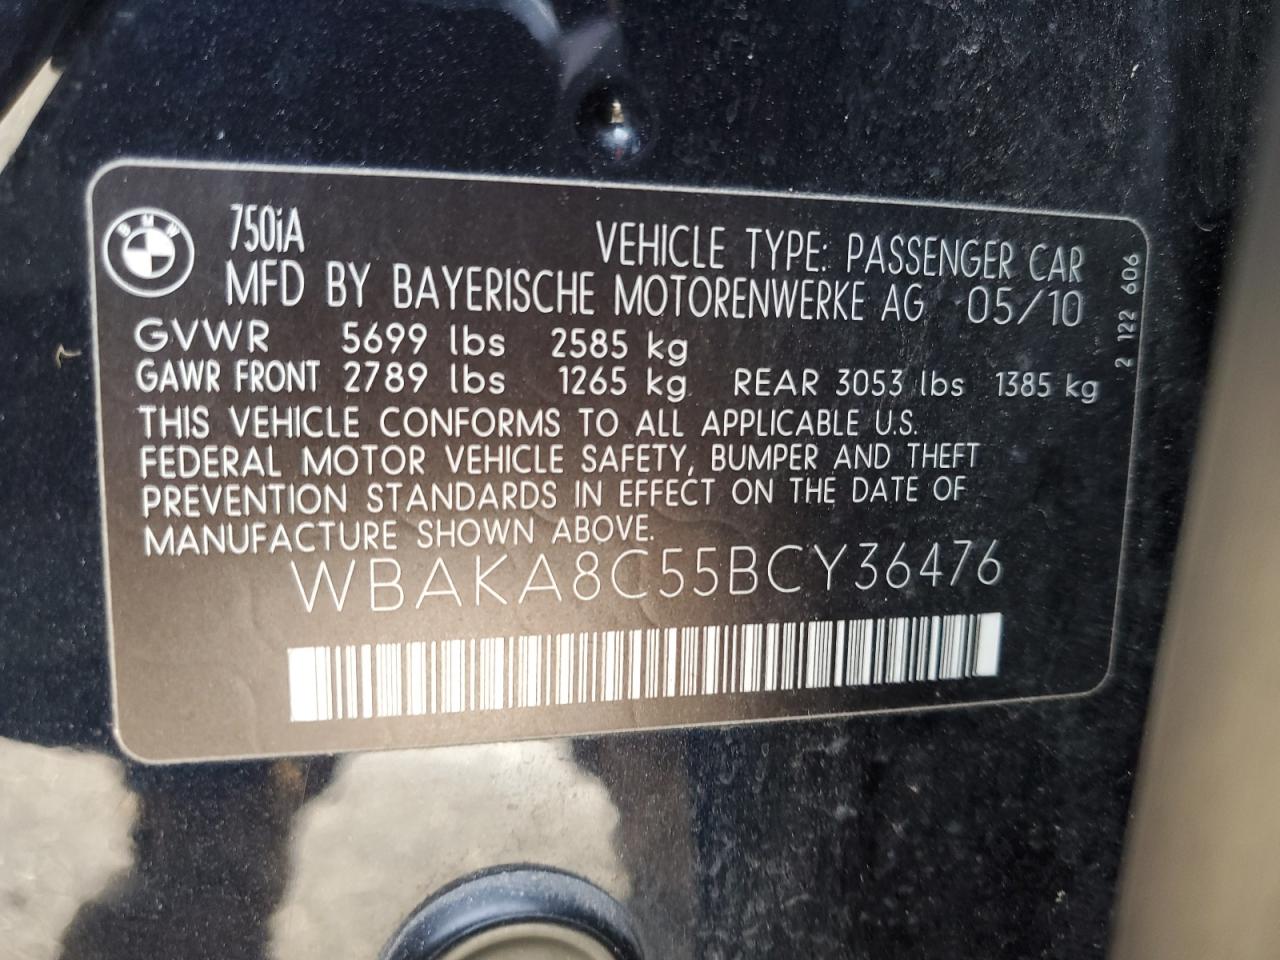 BMW
750iA
VEHICLE TYPE: PASSENGER CAR
MFD BY BAYERISCHE MOTORENWERKE AG 05/10
GVWR 5699 lbs 2585 kg
GAWR FRONT 2789 lbs 1265 kg REAR 3053 lbs 1385 kg
THIS VEHICLE CONFORMS TO ALL APPLICABLE U.S.
FEDERAL MOTOR VEHICLE SAFETY, BUMPER AND THEFT
PREVENTION STANDARDS IN EFFECT ON THE DATE OF
MANUFACTURE SHOWN ABOVE.
WBAKA8C55BCY36476
2 122 606